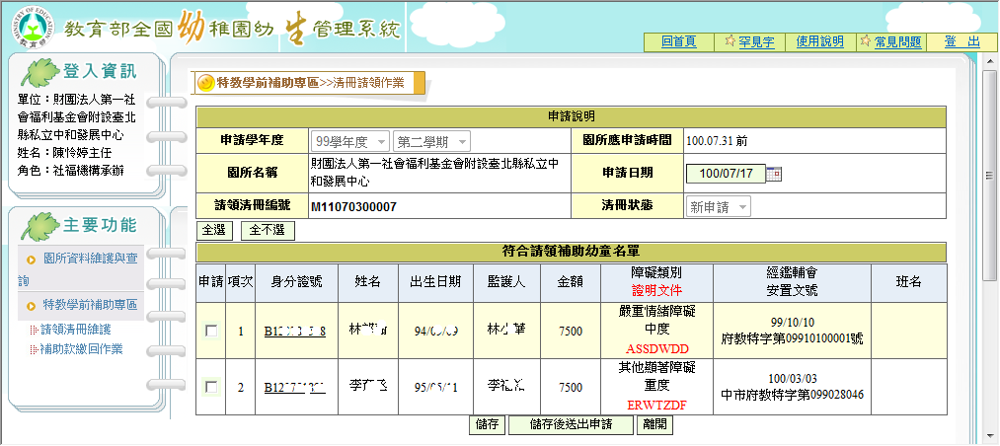 MINISTRY OF EDUCATION
教育部
教育部全國幼稚園幼生管理系統
回首頁
罕見字
使用說明
常見問題
登 出
登入資訊
單位：財團法人第一社
會福利基金會附設臺北
縣私立中和發展中心
姓名：陳怜婷主任
角色：社福機構承辦
主要功能
園所資料維護與查
詢
特教學前補助專區
請領清冊維護
補助款繳回作業
特教學前補助專區>>清冊請領作業
申請說明
申請學年度 99學年度 第二學期 園所應申請時間 100.07.31 前
園所名稱 財團法人第一社會福利基金會附設臺北縣私立中
和發展中心
申請日期 100/07/17
請領清冊編號 M11070300007 清冊狀態 新申請
全選 全不選
符合請領補助幼童名單
申請 項次 身分證號 姓名 出生日期 監護人 金額
障礙類別
證明文件
經鑑輔會
安置文號
班名
1 林 94/ 林 華 7500
嚴重情緒障礙
中度
ASSDWDD
99/10/10
府教特字第09910100001號
2 李 95/ 李 7500
其他顯著障礙
重度
ERWTZDF
100/03/03
中市府教特字第099028046
儲存 儲存後送出申請 離開